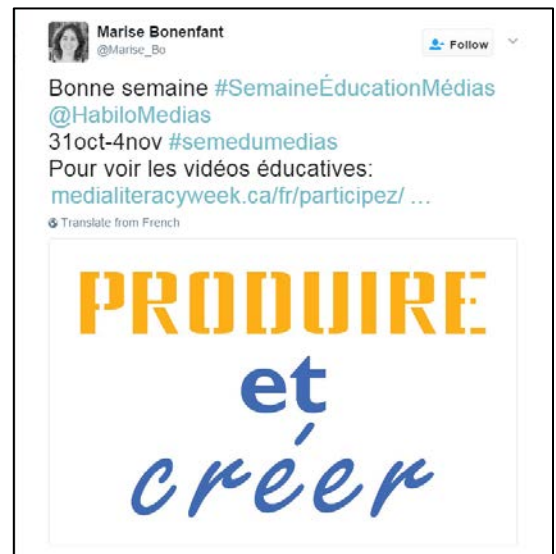 Marise Bonenfant
@Marise_Bo
Follow
Bonne semaine #SemaineÉducationMédias
@HabiloMedias
31oct-4nov #semedumedias
Pour voir les vidéos éducatives:
medialiteracyweek.ca/fr/participez/ ...
Translate from French
PRODUIRE
et
créer